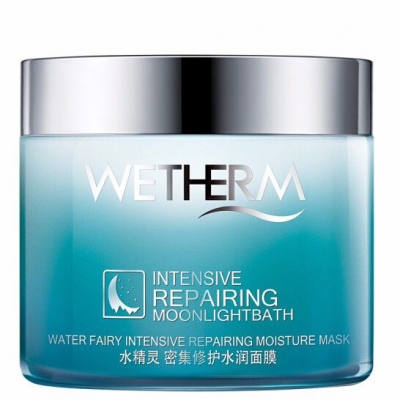 WETHERM
INTENSIVE
REPAIRING
MOONLIGHTBATH
WATER FAIRY INTENSIVE REPAIRING MOISTURE MASK
水精灵 密集修护水润面膜